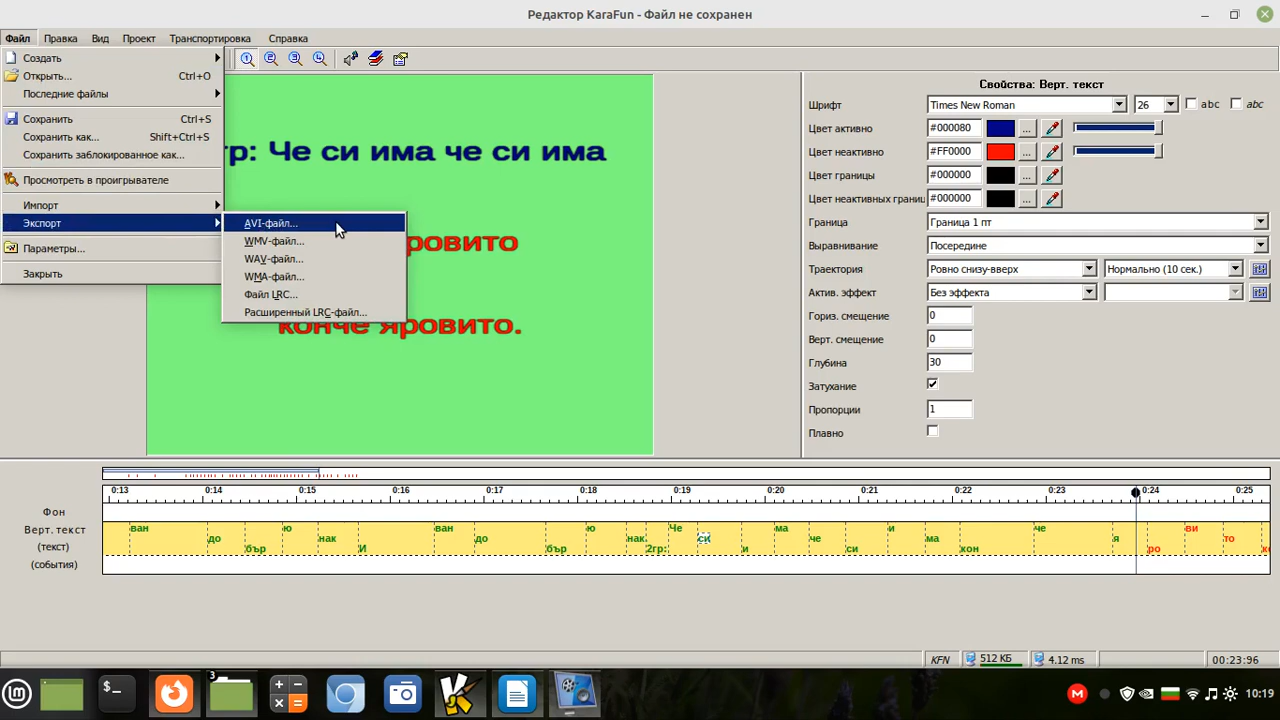 Редактор KaraFun - Файл не сохранен
Файл Правка Вид Проект Транспортировка Справка
Создать
Открыть... Ctrl+O
Последние файлы
Сохранить Ctrl+S
Сохранить как... Shift+Ctrl+S
Сохранить заблокированное как...
Просмотреть в проигрывателе
Импорт
Экспорт
Параметры...
Закрыть
AVI-файл...
WMV-файл...
WAV-файл...
WMA-файл...
Файл LRC...
Расширенный LRC-файл...
1 2 3 4
гр: Че си има че си има
ровито
конче яровито.
Свойства: Верт. текст
Шрифт Times New Roman 26 abc abc
Цвет активно #000080 ...
Цвет неактивно #FF0000 ...
Цвет границы #000000 ...
Цвет неактивных границ #000000 ...
Граница Граница 1 пт
Выравнивание Посередине
Траектория Ровно снизу-вверх Нормально (10 сек.)
Актив. эффект Без эффекта
Гориз. смещение 0
Верт. смещение 0
Глубина 30
Затухание
Пропорции 1
Плавно
0:13 0:14 0:15 0:16 0:17 0:18 0:19 0:20 0:21 0:22 0:23 0:24 0:25
Фон
Верт.текст
(текст)
(события)
ван ю ван ю Че ма и че ви
до нак до нак си че ма я то
бър И бър 2гр: и си кон ро
KFN 512 КБ 4.12 ms 00:23:96
3
M 10:19